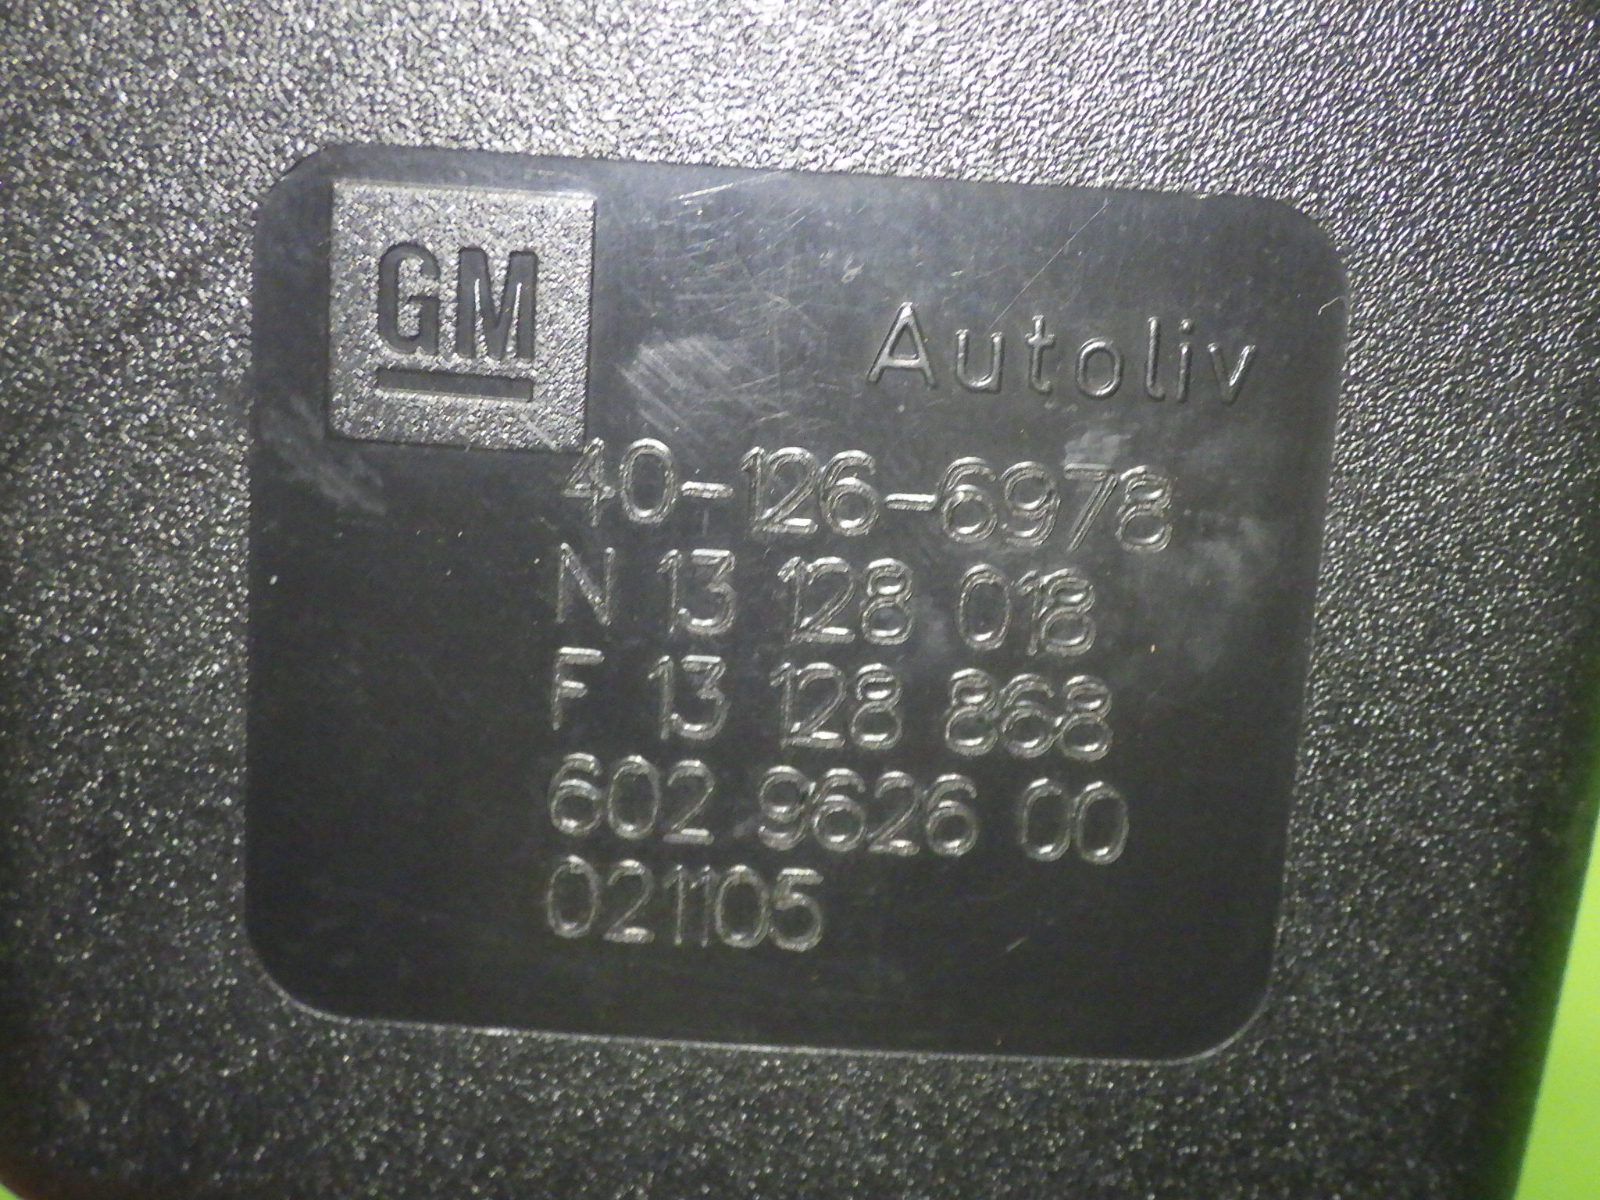 GM
Autoliv
40-126-6978
N 13 128 018
F 13 128 868
602 9626 00
021105